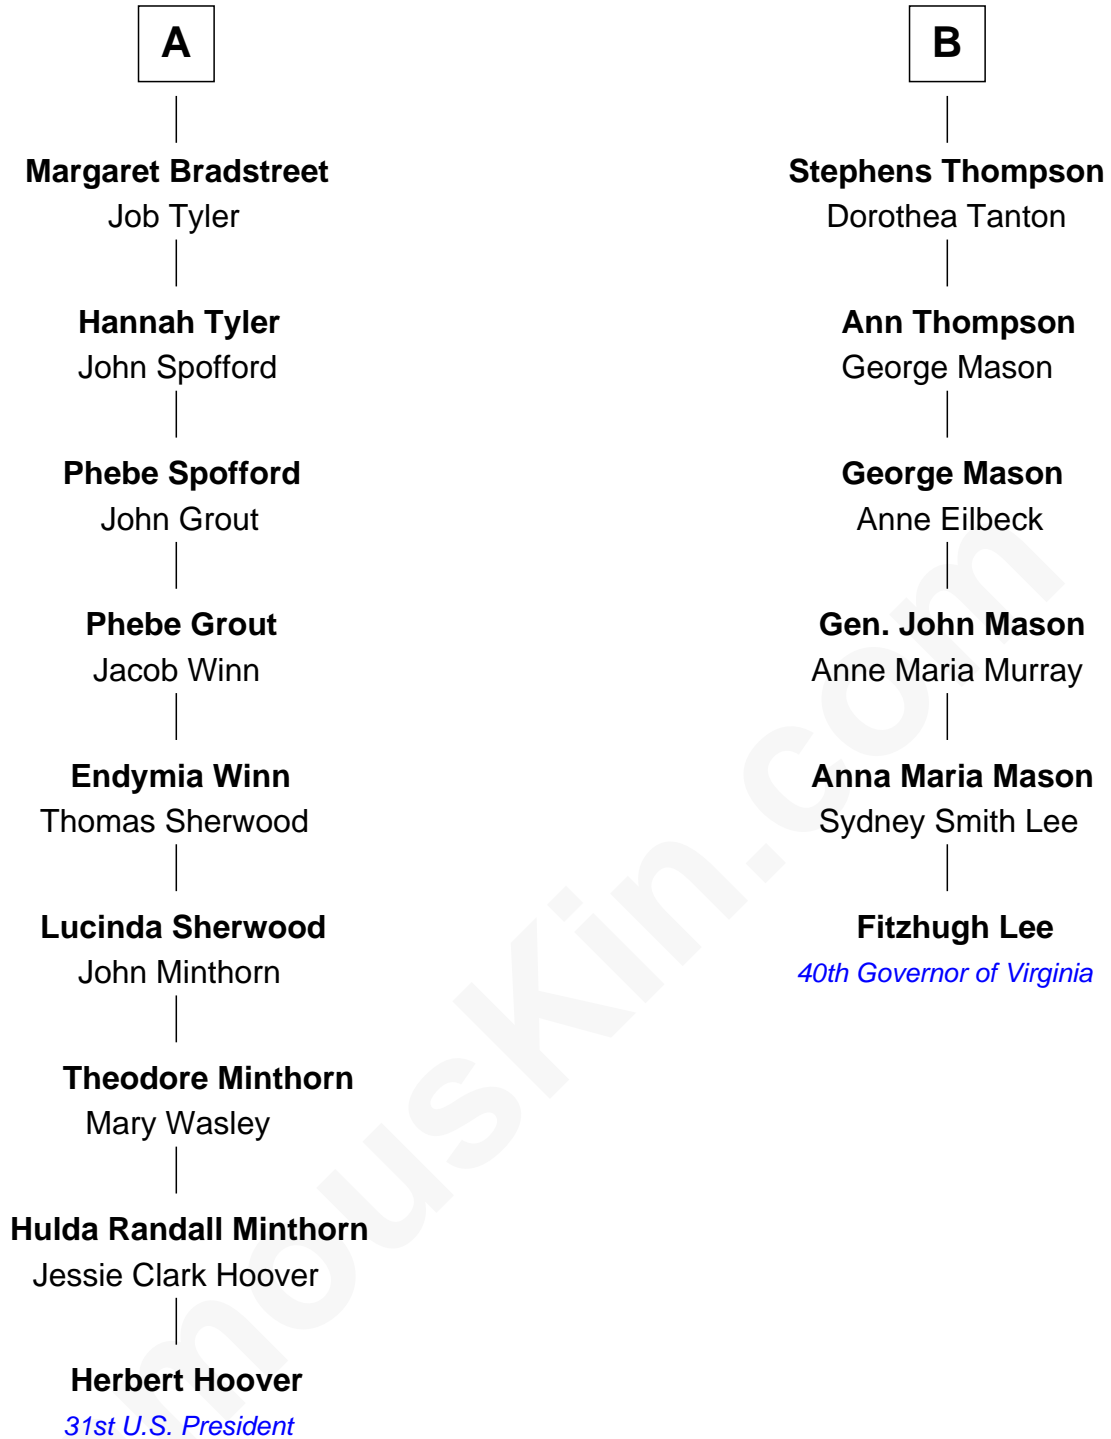 A
Margaret Bradstreet
Job Tyler
Hannah Tyler
John Spofford
Phebe Spofford
John Grout
Phebe Grout
Jacob Winn
Endymia Winn
Thomas Sherwood
Lucinda Sherwood
John Minthorn
Theodore Minthorn
Mary Wasley
Hulda Randall Minthorn
Jessie Clark Hoover
Herbert Hoover
31st U.S. President
B
Stephens Thompson
Dorothea Tanton
Ann Thompson
George Mason
George Mason
Anne Eilbeck
Gen. John Mason
Anne Maria Murray
Anna Maria Mason
Sydney Smith Lee
Fitzhugh Lee
40th Governor of Virginia
mousKin.com